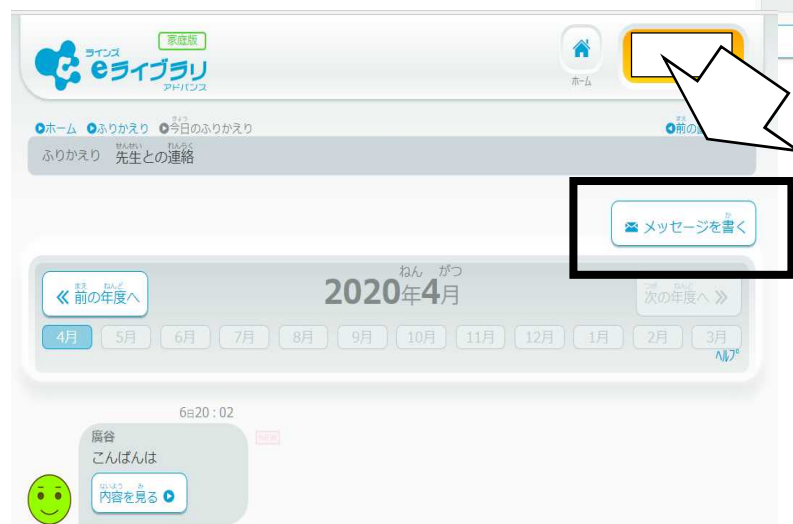 家庭版
ラインズ
eライブラリ
アドバンス
ホーム
ホーム ふりかえり 今日のふりかえり
前の
ふりかえり 先生との連絡
メッセージを書く
≪ 前の年度へ
2020年4月
次の年度へ ≫
4月 5月 6月 7月 8月 9月 10月 11月 12月 1月 2月 3月
ﾍﾙﾌﾟ
6日20:02
廣谷
NEW
こんばんは
内容を見る